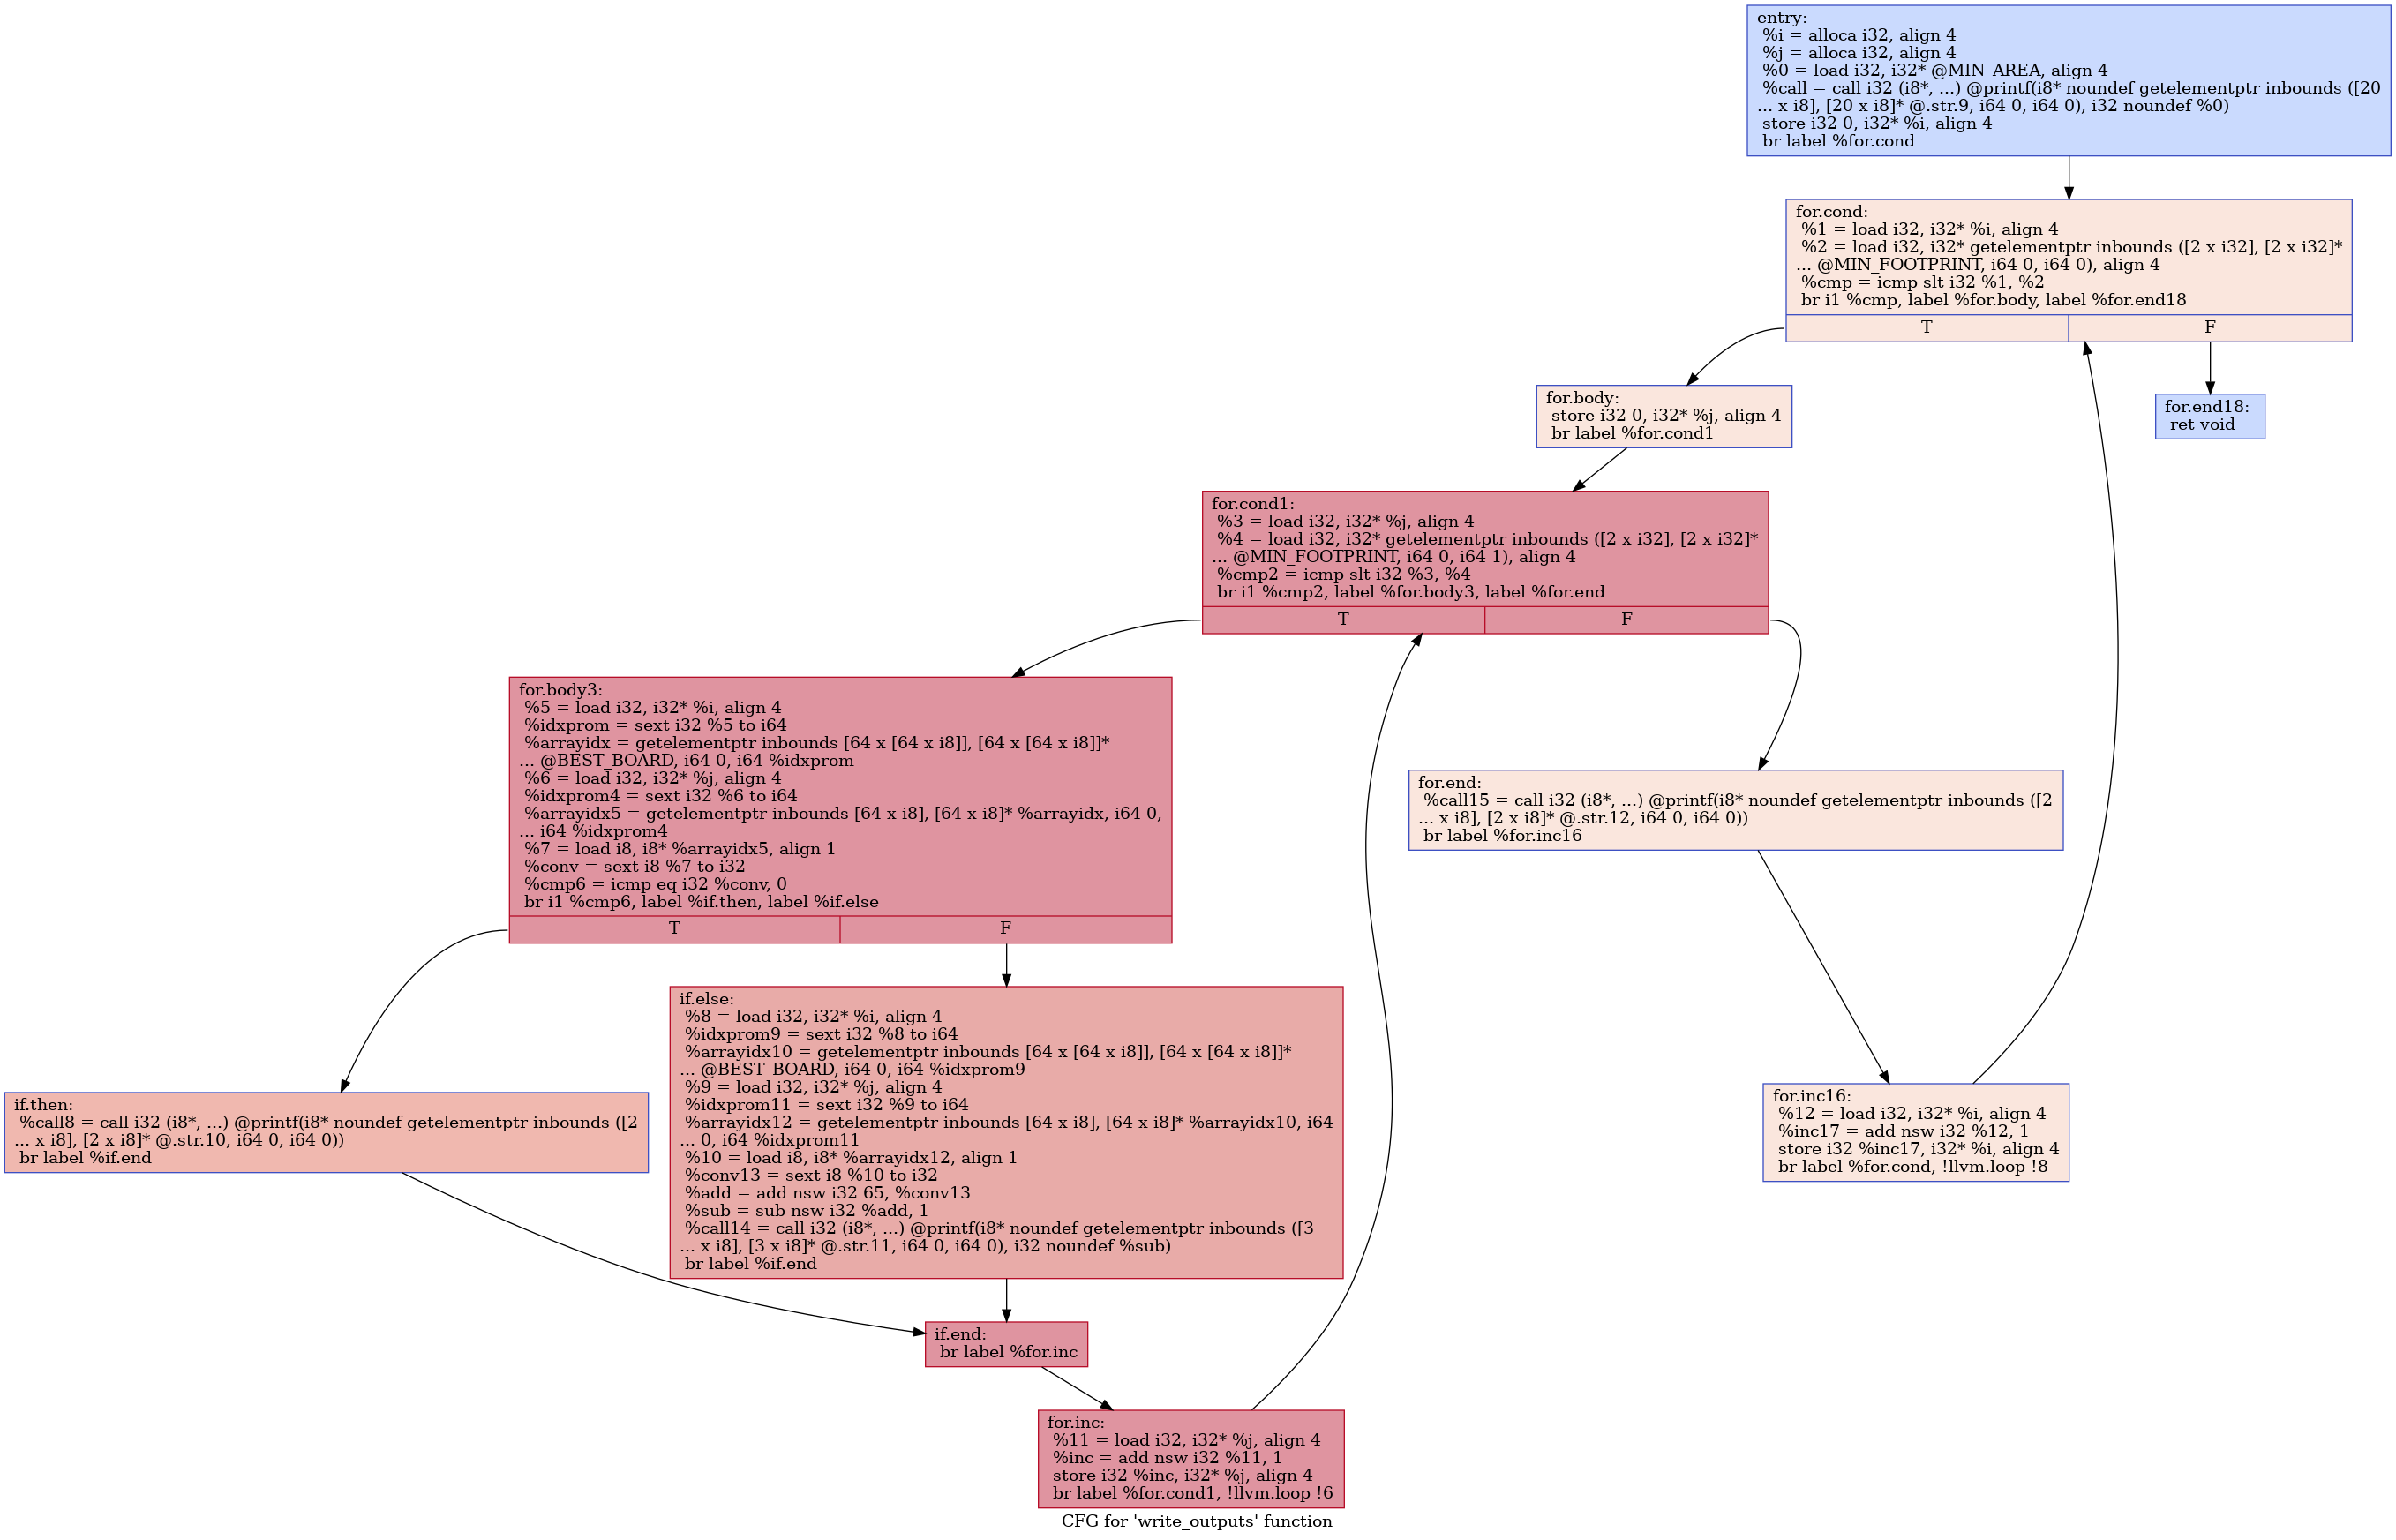 entry:
%i = alloca i32, align 4
%j = alloca i32, align 4
%0 = load i32, i32* @MIN_AREA, align 4
%call = call i32 (i8*, ...) @printf(i8* noundef getelementptr inbounds ([20
... x i8], [20 x i8]* @.str.9, i64 0, i64 0), i32 noundef %0)
store i32 0, i32* %i, align 4
br label %for.cond
for.cond:
%1 = load i32, i32* %i, align 4
%2 = load i32, i32* getelementptr inbounds ([2 x i32], [2 x i32]*
... @MIN_FOOTPRINT, i64 0, i64 0), align 4
%cmp = icmp slt i32 %1, %2
br i1 %cmp, label %for.body, label %for.end18
T F
for.body:
store i32 0, i32* %j, align 4
br label %for.cond1
for.end18:
ret void
for.cond1:
%3 = load i32, i32* %j, align 4
%4 = load i32, i32* getelementptr inbounds ([2 x i32], [2 x i32]*
... @MIN_FOOTPRINT, i64 0, i64 1), align 4
%cmp2 = icmp slt i32 %3, %4
br i1 %cmp2, label %for.body3, label %for.end
T F
for.body3:
%5 = load i32, i32* %i, align 4
%idxprom = sext i32 %5 to i64
%arrayidx = getelementptr inbounds [64 x [64 x i8]], [64 x [64 x i8]]*
... @BEST_BOARD, i64 0, i64 %idxprom
%6 = load i32, i32* %j, align 4
%idxprom4 = sext i32 %6 to i64
%arrayidx5 = getelementptr inbounds [64 x i8], [64 x i8]* %arrayidx, i64 0,
... i64 %idxprom4
%7 = load i8, i8* %arrayidx5, align 1
%conv = sext i8 %7 to i32
%cmp6 = icmp eq i32 %conv, 0
br i1 %cmp6, label %if.then, label %if.else
T F
for.end:
%call15 = call i32 (i8*, ...) @printf(i8* noundef getelementptr inbounds ([2
... x i8], [2 x i8]* @.str.12, i64 0, i64 0))
br label %for.inc16
if.else:
%8 = load i32, i32* %i, align 4
%idxprom9 = sext i32 %8 to i64
%arrayidx10 = getelementptr inbounds [64 x [64 x i8]], [64 x [64 x i8]]*
... @BEST_BOARD, i64 0, i64 %idxprom9
%9 = load i32, i32* %j, align 4
%idxprom11 = sext i32 %9 to i64
%arrayidx12 = getelementptr inbounds [64 x i8], [64 x i8]* %arrayidx10, i64
... 0, i64 %idxprom11
%10 = load i8, i8* %arrayidx12, align 1
%conv13 = sext i8 %10 to i32
%add = add nsw i32 65, %conv13
%sub = sub nsw i32 %add, 1
%call14 = call i32 (i8*, ...) @printf(i8* noundef getelementptr inbounds ([3
... x i8], [3 x i8]* @.str.11, i64 0, i64 0), i32 noundef %sub)
br label %if.end
if.then:
%call8 = call i32 (i8*, ...) @printf(i8* noundef getelementptr inbounds ([2
... x i8], [2 x i8]* @.str.10, i64 0, i64 0))
br label %if.end
for.inc16:
%12 = load i32, i32* %i, align 4
%inc17 = add nsw i32 %12, 1
store i32 %inc17, i32* %i, align 4
br label %for.cond, !llvm.loop !8
if.end:
br label %for.inc
for.inc:
%11 = load i32, i32* %j, align 4
%inc = add nsw i32 %11, 1
store i32 %inc, i32* %j, align 4
br label %for.cond1, !llvm.loop !6
CFG for 'write_outputs' function